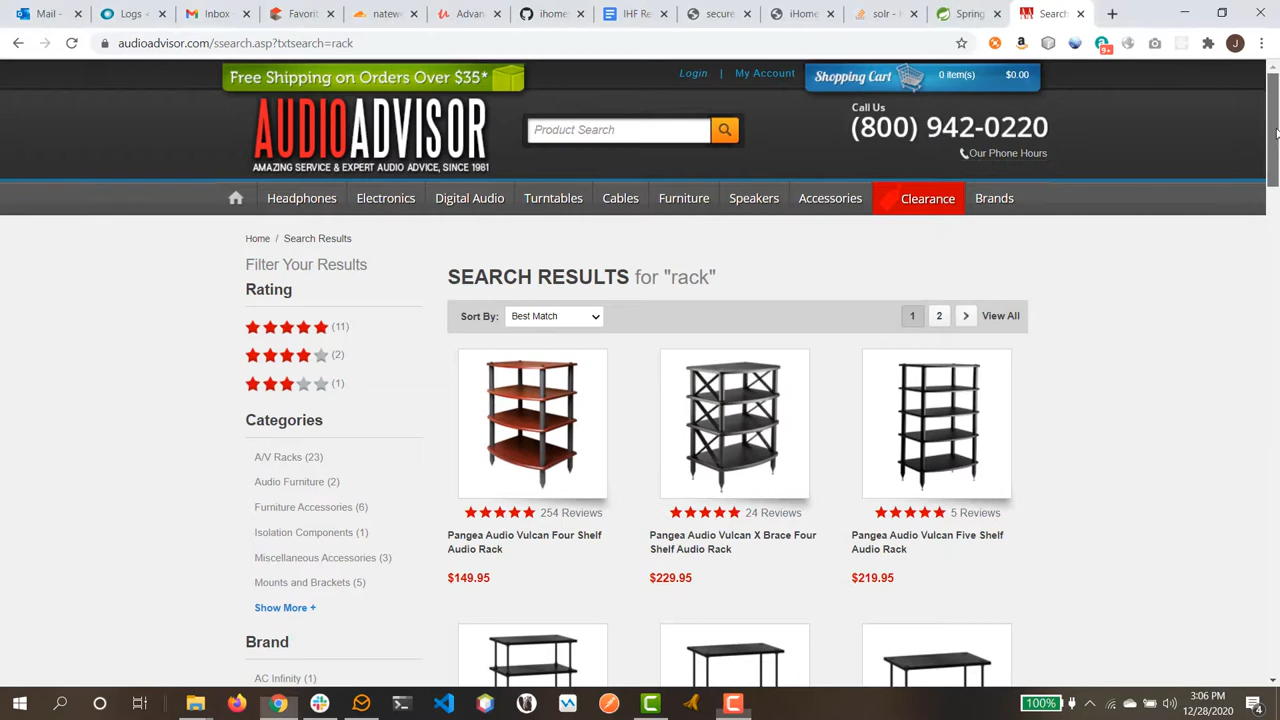 Mail -
Logs -
Inbox -
Favorit
natewe
Advan
ihome
IHF Re
secure
iHome
solr - H
Spring
Search
audioadvisor.com/ssearch.asp?txtsearch=rack
9+
J
Free Shipping on Orders Over $35*
Login | My Account
Shopping Cart 0 item(s) $0.00
AUDIOADVISOR
AMAZING SERVICE & EXPERT AUDIO ADVICE, SINCE 1981
Product Search
Call Us
(800) 942-0220
Our Phone Hours
Headphones Electronics Digital Audio Turntables Cables Furniture Speakers Accessories Clearance Brands
Home / Search Results
Filter Your Results
Rating
(11)
(2)
(1)
Categories
A/V Racks (23)
Audio Furniture (2)
Furniture Accessories (6)
Isolation Components (1)
Miscellaneous Accessories (3)
Mounts and Brackets (5)
Show More +
Brand
AC Infinity (1)
SEARCH RESULTS for "rack"
Sort By: Best Match
1 2 > View All
254 Reviews
Pangea Audio Vulcan Four Shelf
Audio Rack
$149.95
24 Reviews
Pangea Audio Vulcan X Brace Four
Shelf Audio Rack
$229.95
5 Reviews
Pangea Audio Vulcan Five Shelf
Audio Rack
$219.95
100%
3:06 PM
12/28/2020
4